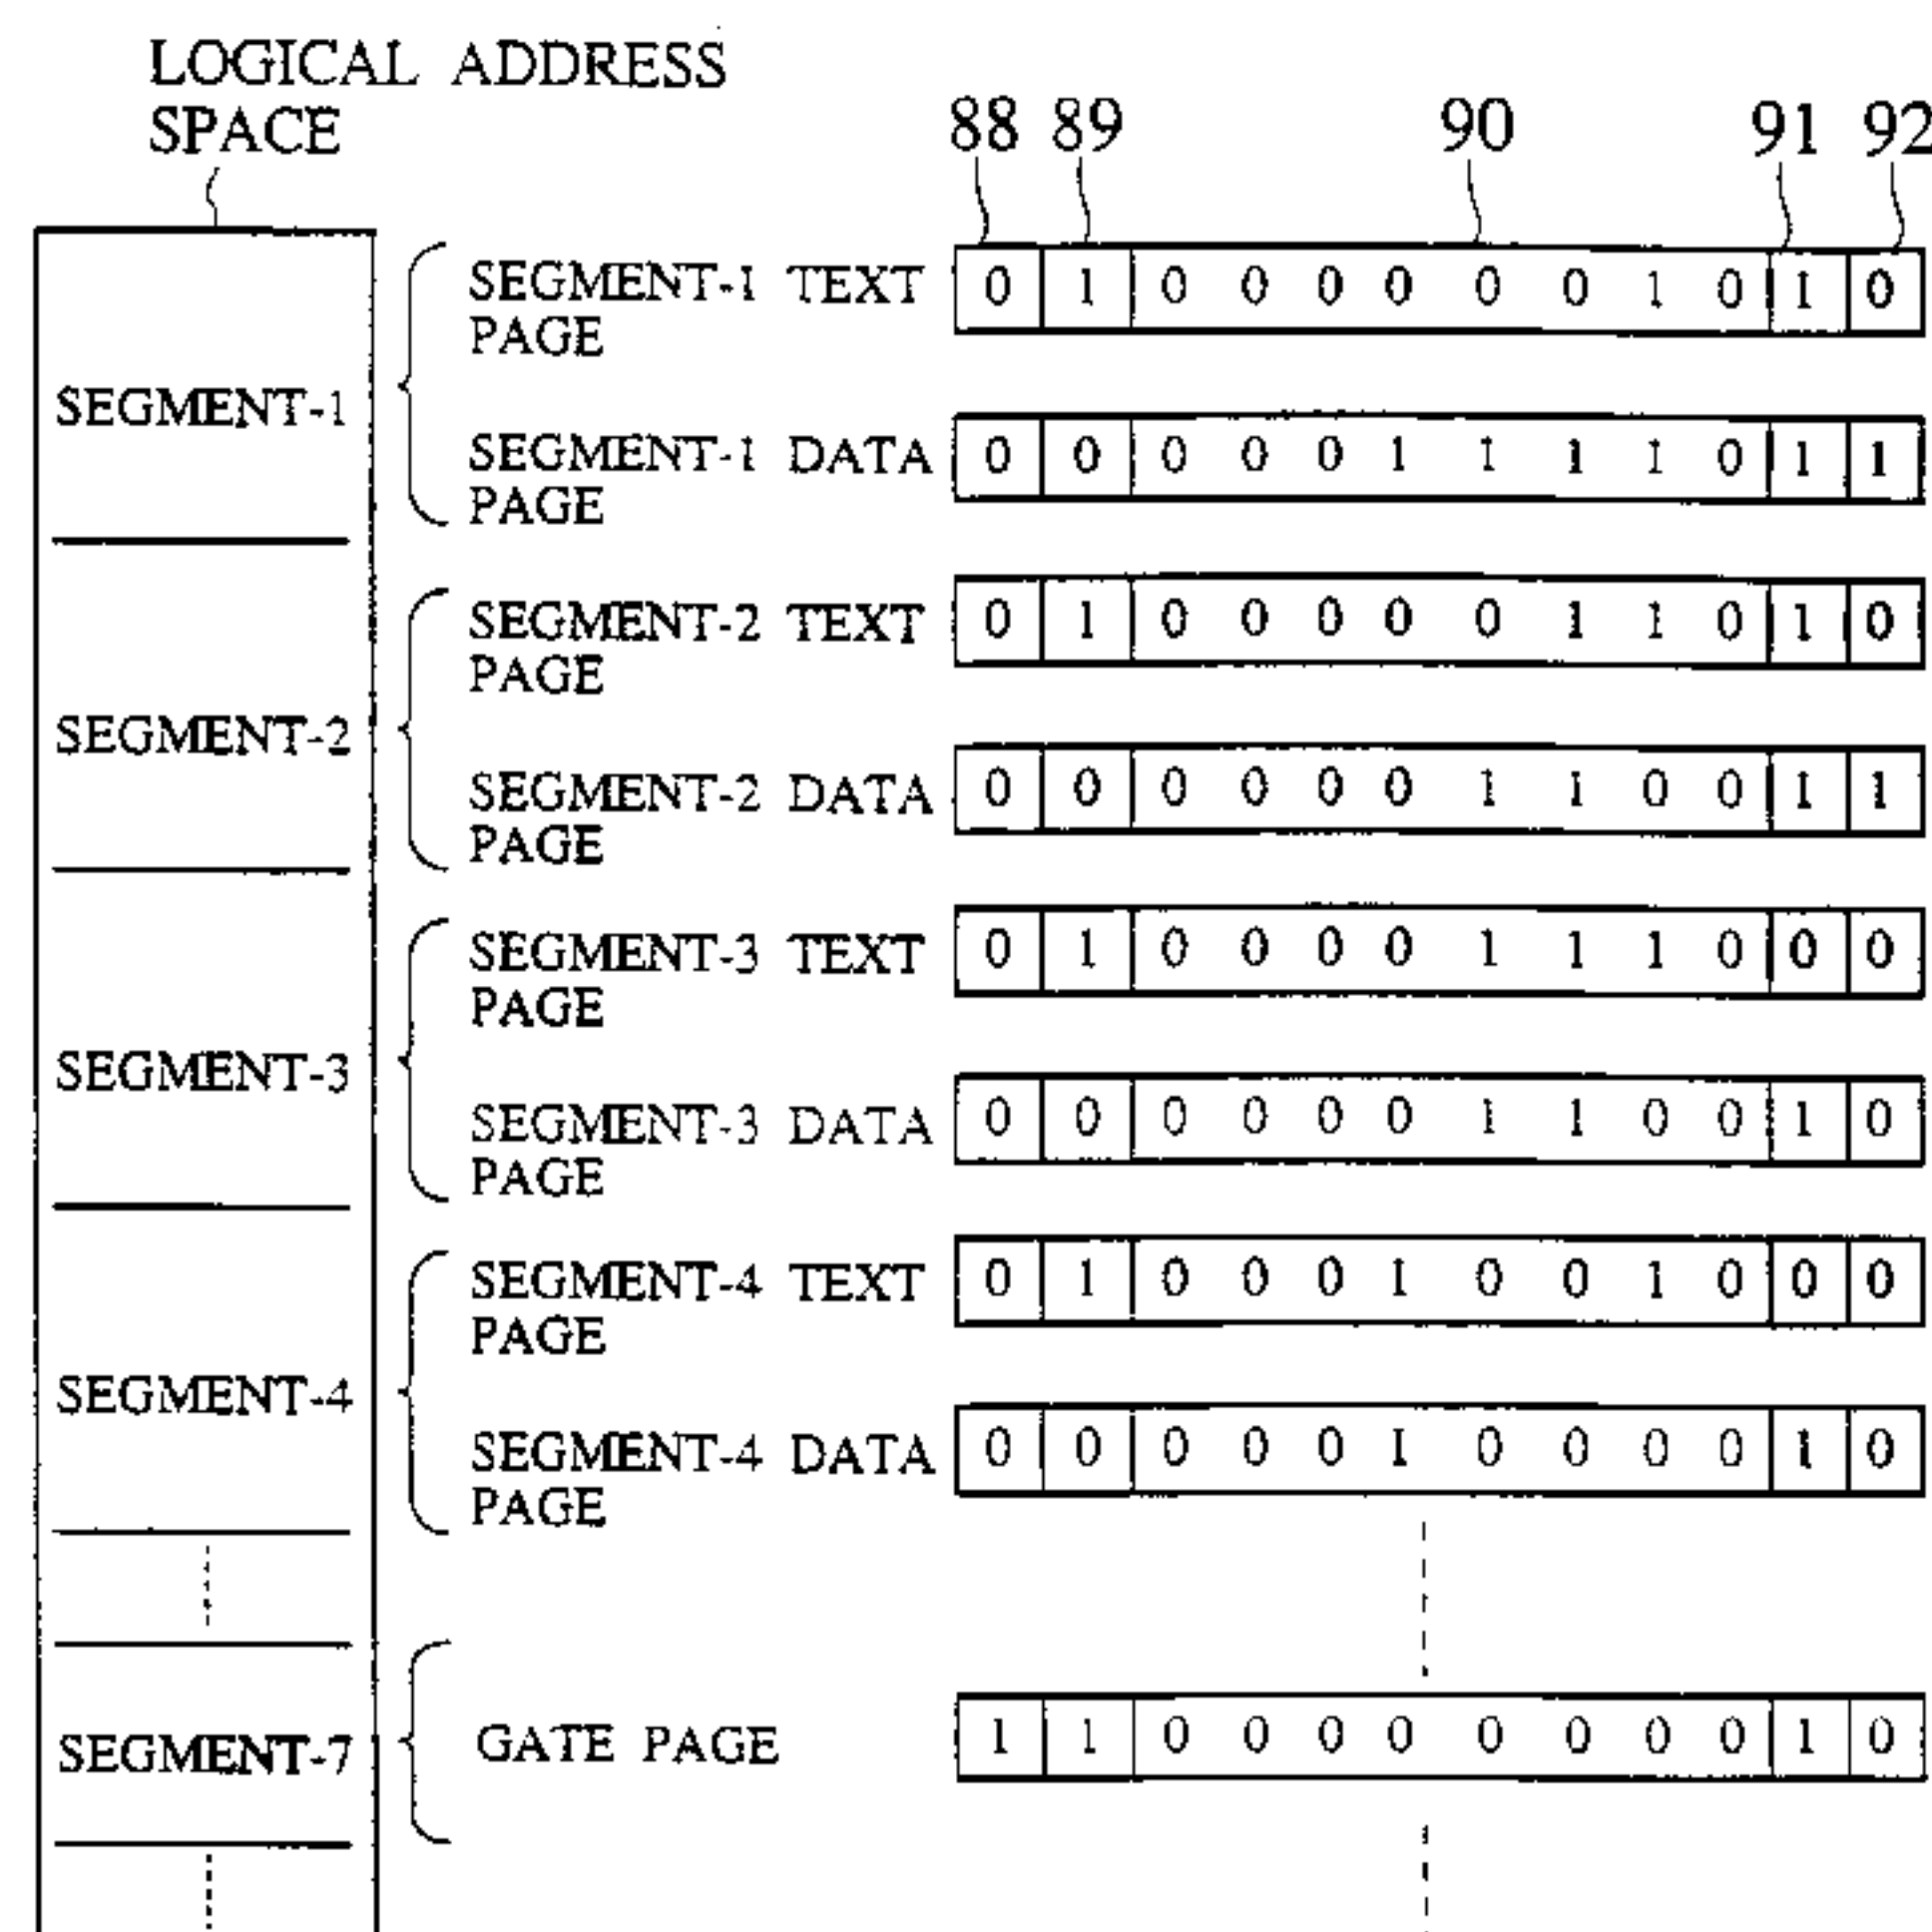 LOGICAL ADDRESS
SPACE
88 89 90 91 92
SEGMENT-1
SEGMENT-1 TEXT
PAGE
0 1 0 0 0 0 0 0 1 0 1 0
SEGMENT-1 DATA
PAGE
0 0 0 0 0 1 1 1 1 0 1 1
SEGMENT-2
SEGMENT-2 TEXT
PAGE
0 1 0 0 0 0 0 1 1 0 1 0
SEGMENT-2 DATA
PAGE
0 0 0 0 0 0 1 1 0 0 1 1
SEGMENT-3
SEGMENT-3 TEXT
PAGE
0 1 0 0 0 0 1 1 1 0 0 0
SEGMENT-3 DATA
PAGE
0 0 0 0 0 0 1 1 0 0 1 0
SEGMENT-4
SEGMENT-4 TEXT
PAGE
0 1 0 0 0 1 0 0 1 0 0 0
SEGMENT-4 DATA
PAGE
0 0 0 0 0 1 0 0 0 0 1 0
SEGMENT-7
GATE PAGE
1 1 0 0 0 0 0 0 0 0 1 0